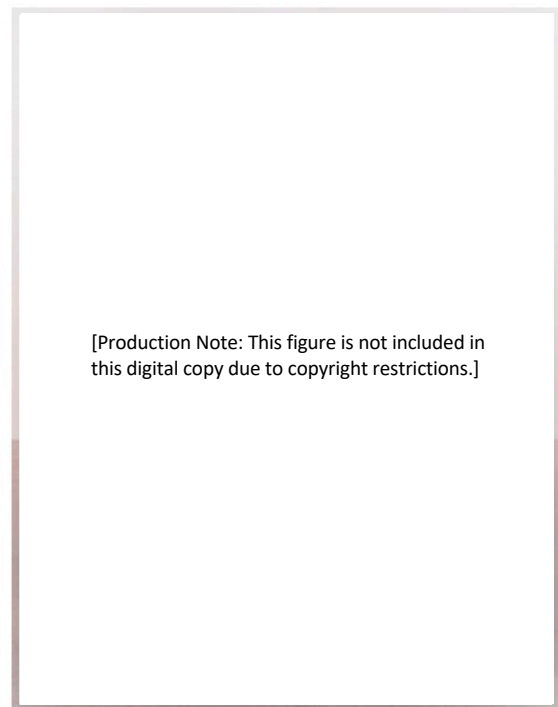 [Production Note: This figure is not included in
this digital copy due to copyright restrictions.]